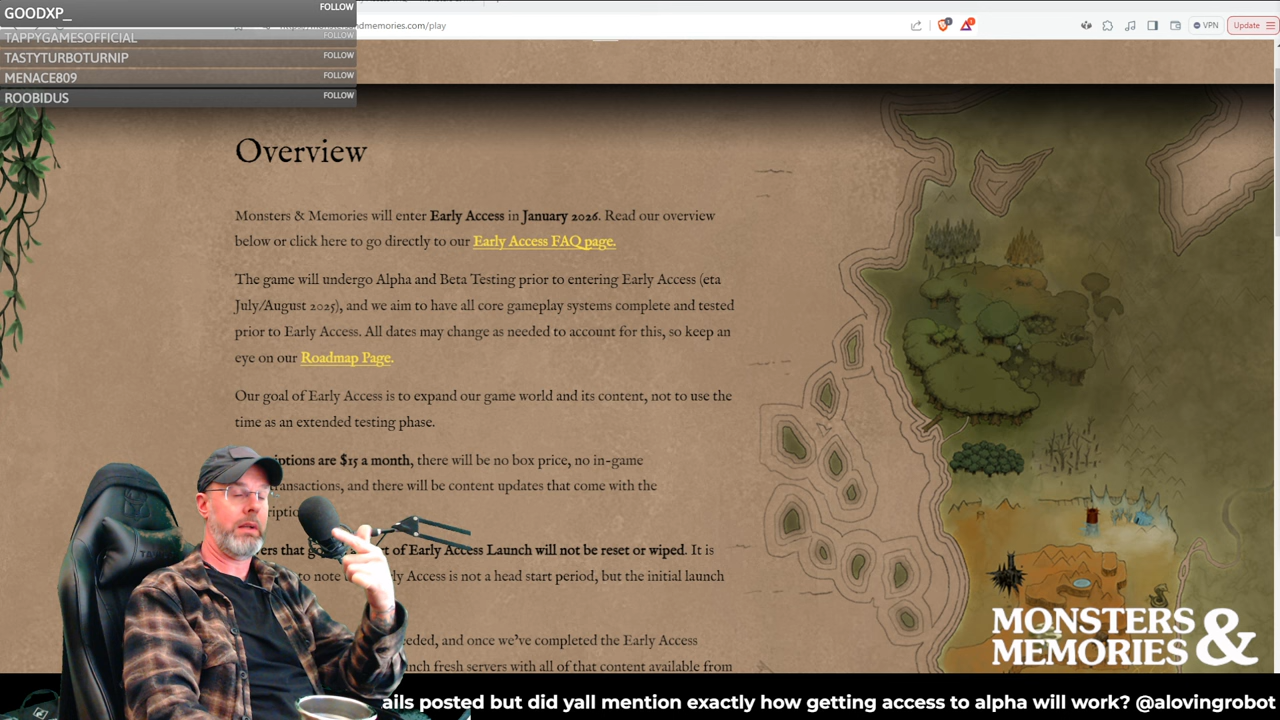 GOODXP_ FOLLOW
TAPPYGAMESOFFICIAL FOLLOW
TASTYTURBOTURNIP FOLLOW
MENACE809 FOLLOW
ROOBIDUS FOLLOW
ndmemories.com/play
VPN
Update
Overview
Monsters & Memories will enter Early Access in January 2026. Read our overview
below or click here to go directly to our Early Access FAQ page.
The game will undergo Alpha and Beta Testing prior to entering Early Access (eta
July/August 2025), and we aim to have all core gameplay systems complete and tested
prior to Early Access. All dates may change as needed to account for this, so keep an
eye on our Roadmap Page.
Our goal of Early Access is to expand our game world and its content, not to use the
time as an extended testing phase.
iptions are $15 a month, there will be no box price, no in-game
transactions, and there will be content updates that come with the
riptio
ers that go of Early Access Launch will not be reset or wiped. It is
to note ly Access is not a head start period, but the initial launch
eded, and once we've completed the Early Access
nch fresh servers with all of that content available from
MONSTERS &
MEMORIES
ails posted but did yall mention exactly how getting access to alpha will work? @alovingrobot